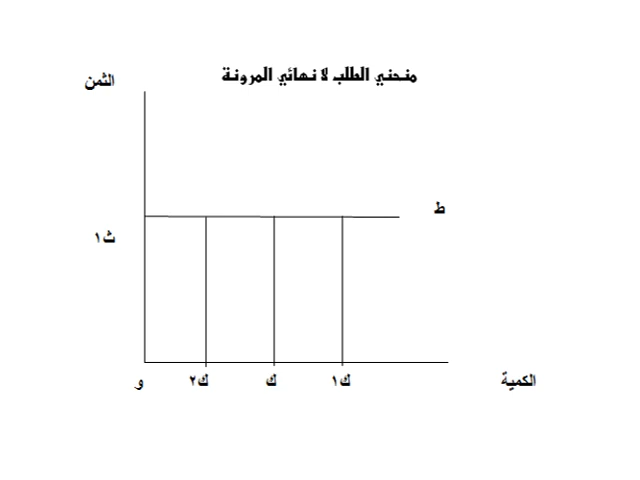 منحني الطلب لا نهائي المرونة
الثمن
ط
ث١
الكمية
ك١
ك
ك٢
و